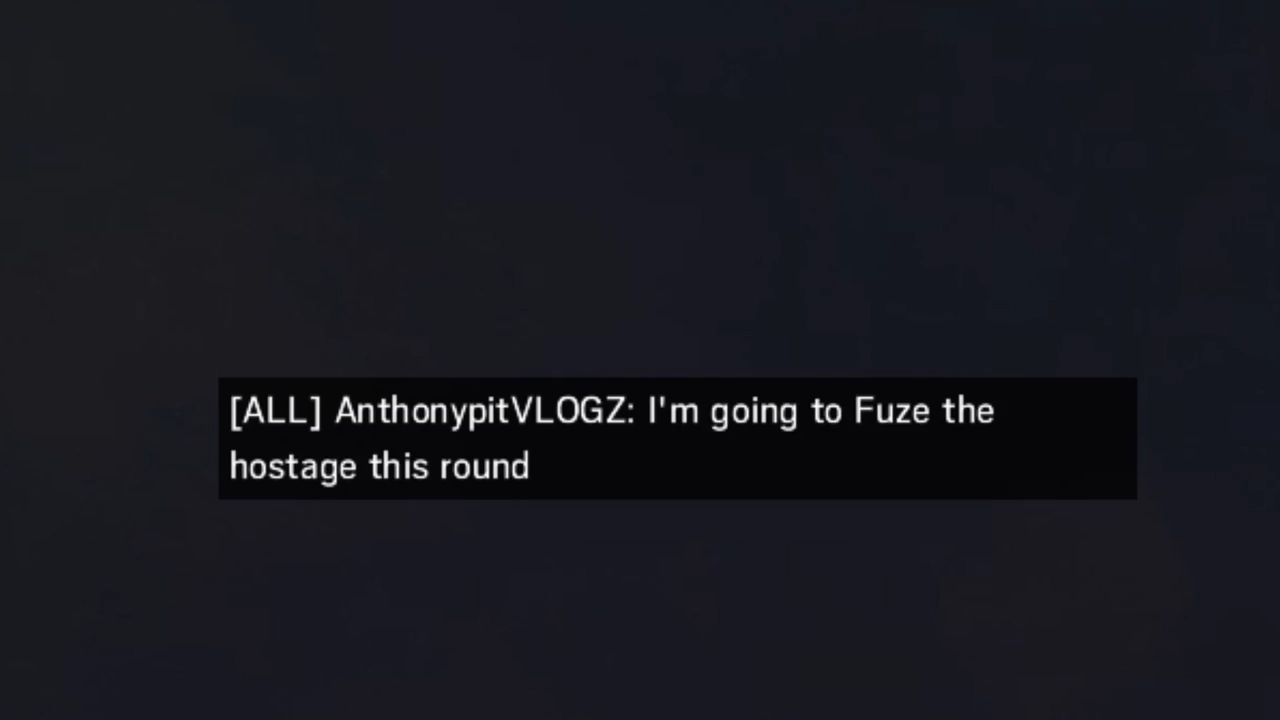 [ALL] AnthonypitVLOGZ: I'm going to Fuze the
hostage this round